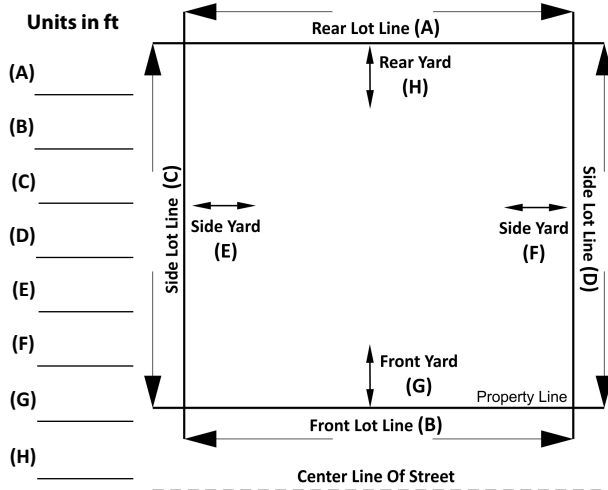 Units in ft
(A)
(B)
(C)
(D)
(E)
(F)
(G)
(H)
Rear Lot Line (A)
Rear Yard
(H)
Side Lot Line (C)
Side Yard
(E)
Side Yard
(F)
Side Lot Line (D)
Front Yard
(G)
Property Line
Front Lot Line (B)
Center Line Of Street